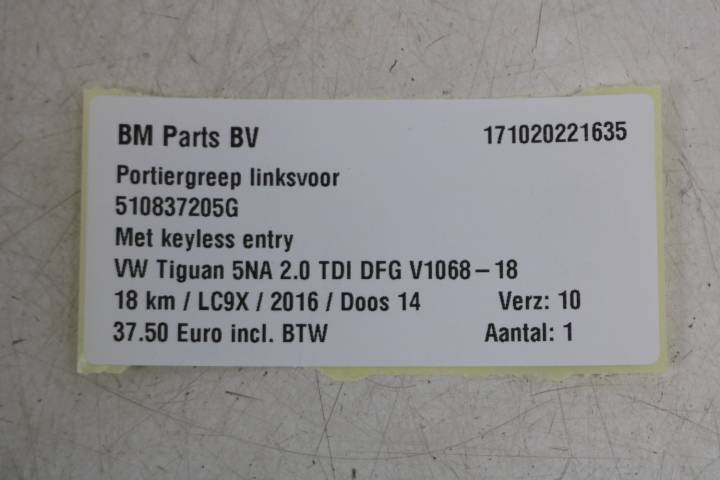 BM Parts BV 171020221635
Portiergreep linksvoor
510837205G
Met keyless entry
VW Tiguan 5NA 2.0 TDI DFG V1068-18
18 km / LC9X / 2016 / Doos 14 Verz: 10
37.50 Euro incl. BTW Aantal: 1